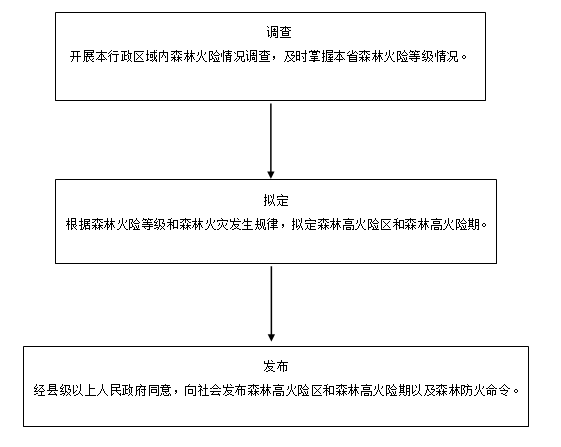 调查
开展本行政区域内森林火险情况调查，及时掌握本省森林火险等级情况。
拟定
根据森林火险等级和森林火灾发生规律，拟定森林高火险区和森林高火险期。
发布
经县级以上人民政府同意，向社会发布森林高火险区和森林高火险期以及森林防火命令。